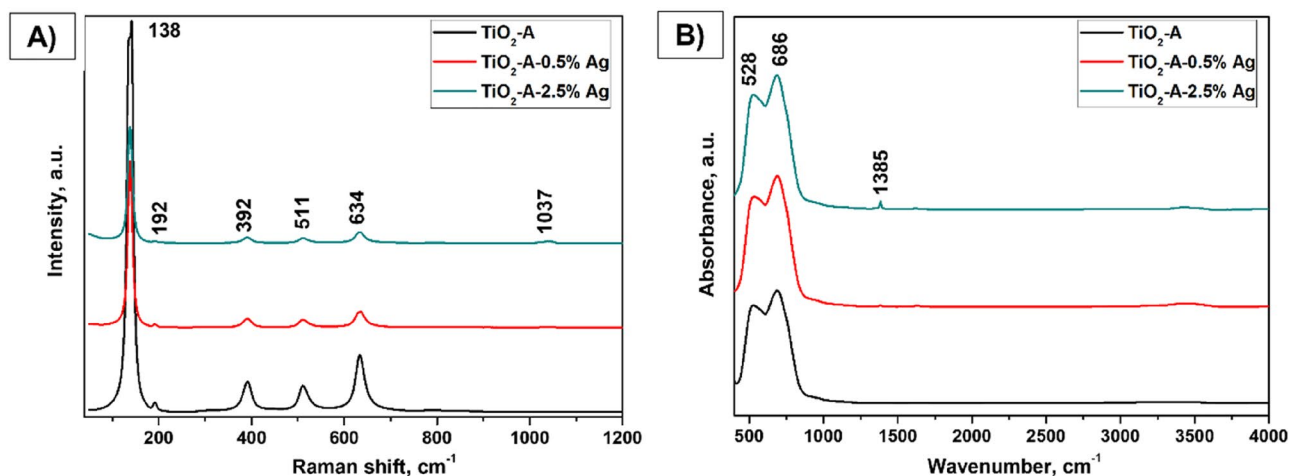 A)
138
TiO₂-A
TiO₂-A-0.5% Ag
TiO₂-A-2.5% Ag
192
392
511
634
1037
Intensity, a.u.
200 400 600 800 1000 1200
Raman shift, cm⁻¹
B)
528
686
1385
TiO₂-A
TiO₂-A-0.5% Ag
TiO₂-A-2.5% Ag
Absorbance, a.u.
500 1000 1500 2000 2500 3000 3500 4000
Wavenumber, cm⁻¹